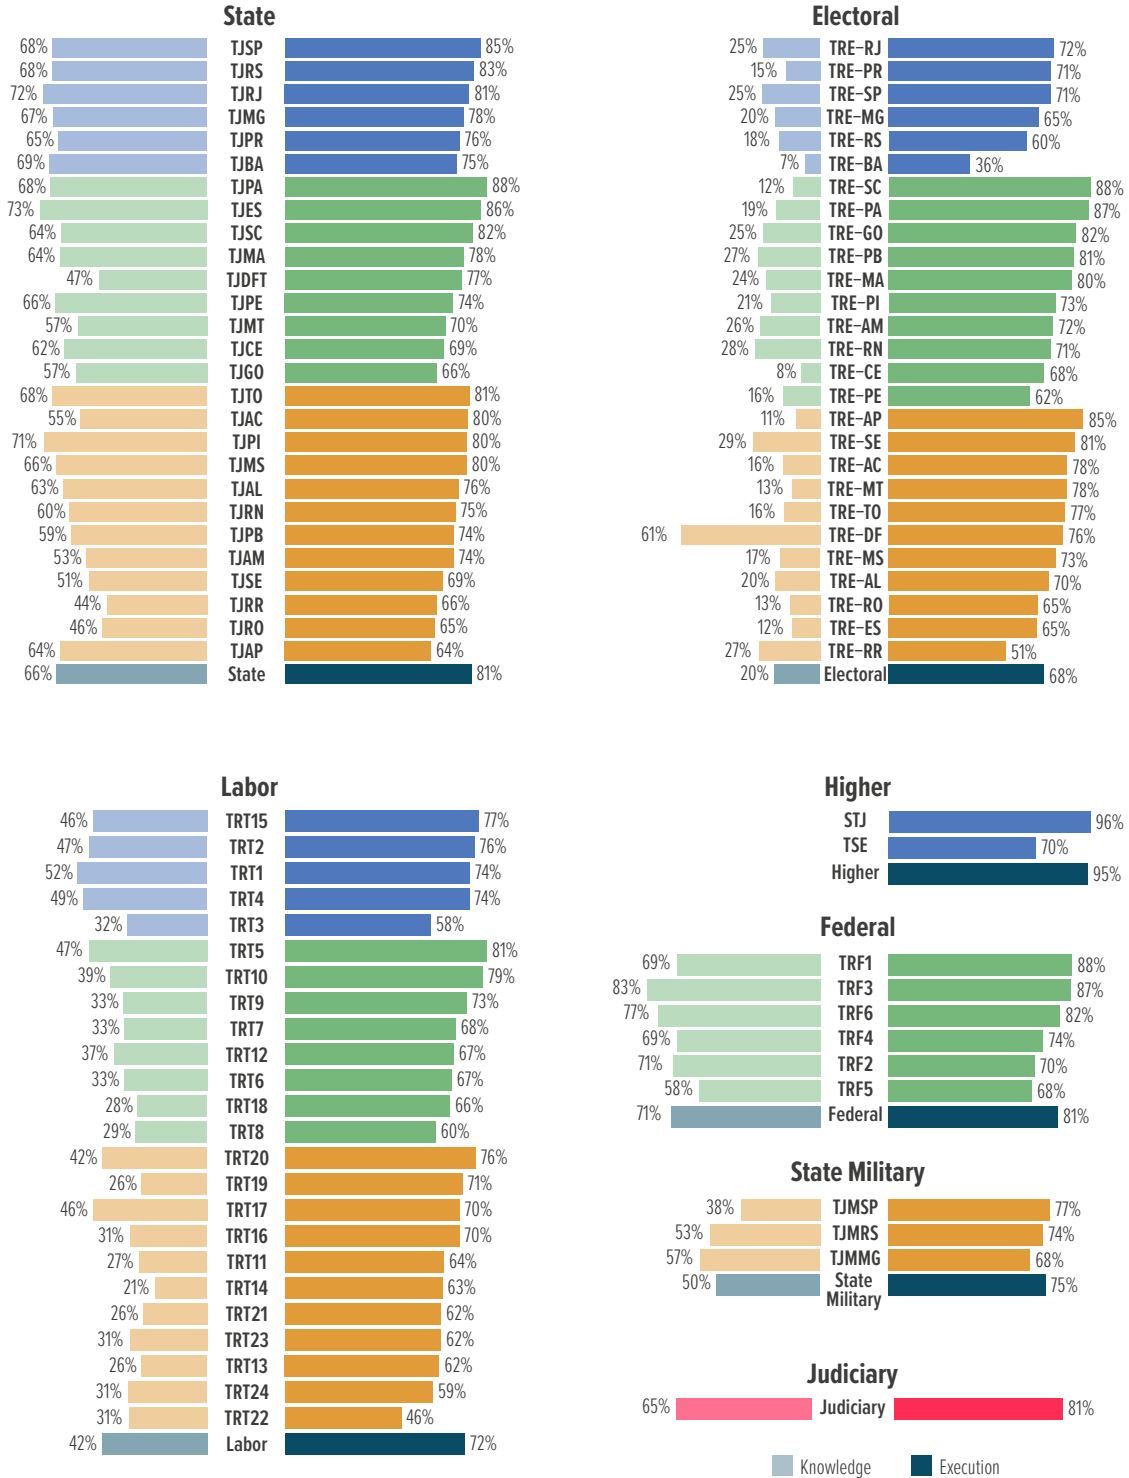 State
68% TJSP 85%
68% TJRS 83%
72% TJRJ 81%
67% TJMG 78%
65% TJPR 76%
69% TJBA 75%
68% TJPA 88%
73% TJES 86%
64% TJSC 82%
64% TJMA 78%
47% TJDFT 77%
66% TJPE 74%
57% TJMT 70%
62% TJCE 69%
57% TJGO 66%
68% TJTO 81%
55% TJAC 80%
71% TJPI 80%
66% TJMS 80%
63% TJAL 76%
60% TJRN 75%
59% TJPB 74%
53% TJAM 74%
51% TJSE 69%
44% TJRR 66%
46% TJRO 65%
64% TJAP 64%
66% State 81%
Electoral
25% TRE–RJ 72%
15% TRE–PR 71%
25% TRE–SP 71%
20% TRE–MG 65%
18% TRE–RS 60%
7% TRE–BA 36%
12% TRE–SC 88%
19% TRE–PA 87%
25% TRE–GO 82%
27% TRE–PB 81%
24% TRE–MA 80%
21% TRE–PI 73%
26% TRE–AM 72%
28% TRE–RN 71%
8% TRE–CE 68%
16% TRE–PE 62%
11% TRE–AP 85%
29% TRE–SE 81%
16% TRE–AC 78%
13% TRE–MT 78%
16% TRE–TO 77%
61% TRE–DF 76%
17% TRE–MS 73%
20% TRE–AL 70%
13% TRE–RO 65%
12% TRE–ES 65%
27% TRE–RR 51%
20% Electoral 68%
Labor
46% TRT15 77%
47% TRT2 76%
52% TRT1 74%
49% TRT4 74%
32% TRT3 58%
47% TRT5 81%
39% TRT10 79%
33% TRT9 73%
33% TRT7 68%
37% TRT12 67%
33% TRT6 67%
28% TRT18 66%
29% TRT8 60%
42% TRT20 76%
26% TRT19 71%
46% TRT17 70%
31% TRT16 70%
27% TRT11 64%
21% TRT14 63%
26% TRT21 62%
31% TRT23 62%
26% TRT13 62%
31% TRT24 59%
31% TRT22 46%
42% Labor 72%
Higher
STJ 96%
TSE 70%
Higher 95%
Federal
69% TRF1 88%
83% TRF3 87%
77% TRF6 82%
69% TRF4 74%
71% TRF2 70%
58% TRF5 68%
71% Federal 81%
State Military
38% TJMSP 77%
53% TJMRS 74%
57% TJMMG 68%
50% State 75%
Military
Judiciary
65% Judiciary 81%
Knowledge Execution